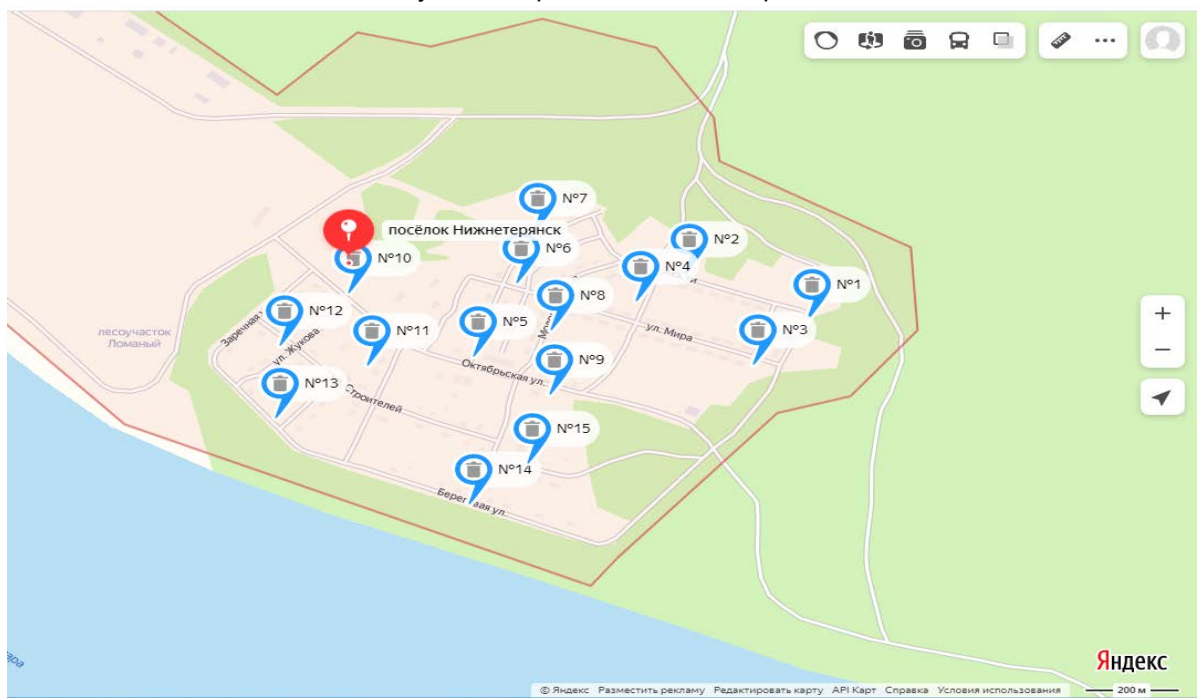 №7
посёлок Нижнетерянск
№2
№6
№10
№4
и
№1
№8
№12
№5
ул. Мира
№3
лесоучасток
Ломаный
Заречная у
ул. Жукова
№11
Октябрьская ул.
№9
№13
Строителей
№15
№14
Береговая ул.
Яндекс
© Яндекс Разместить рекламу Редактировать карту API Карт Справка Условия использования 200 м